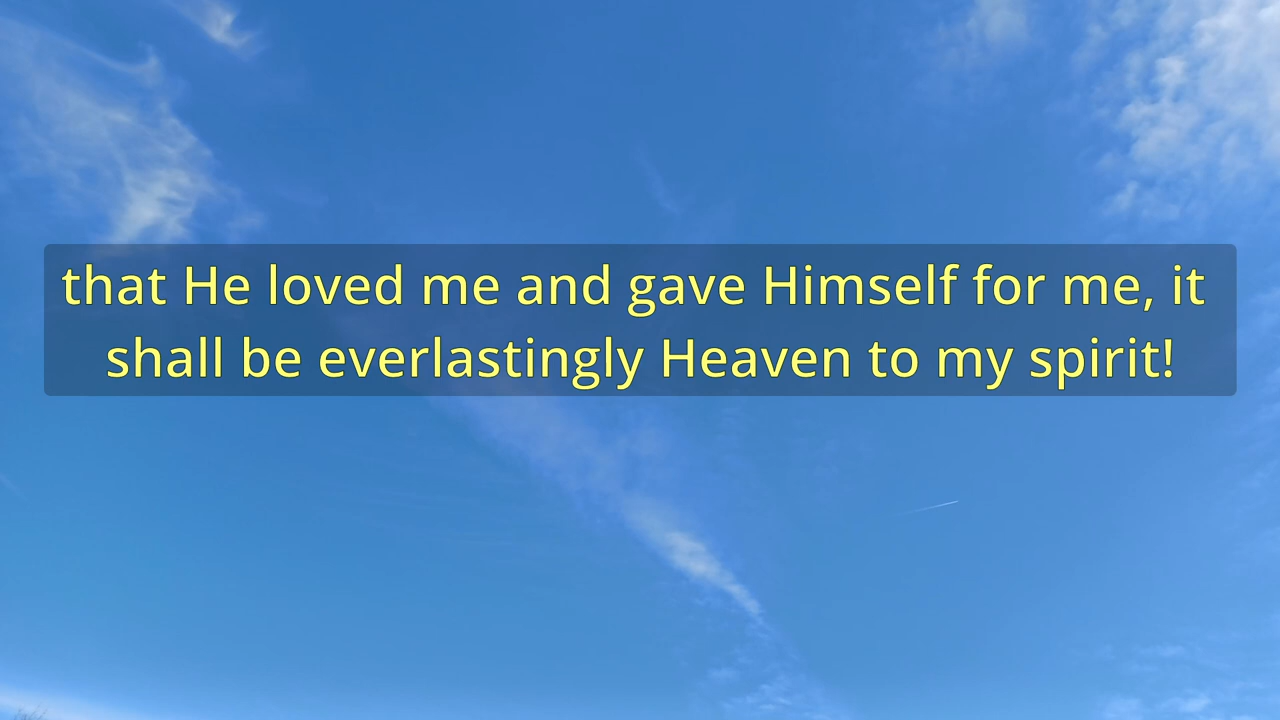 that He loved me and gave Himself for me, it
shall be everlastingly Heaven to my spirit!